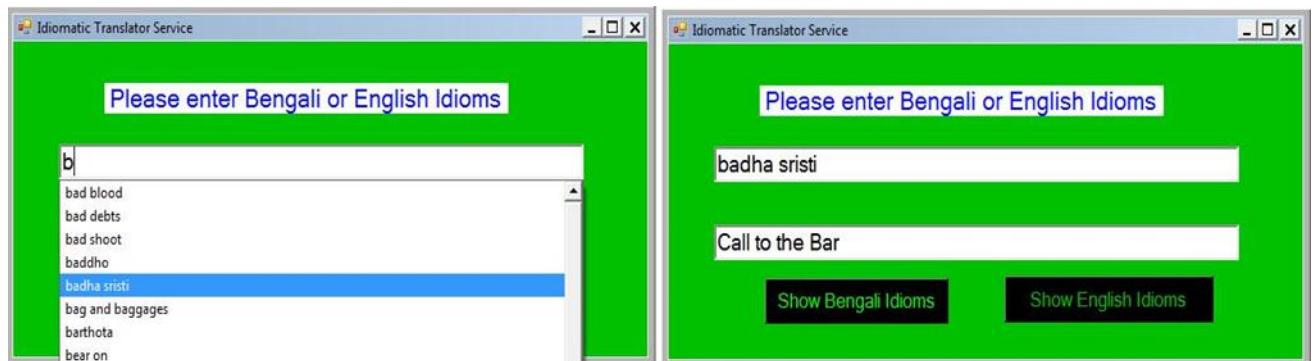 Idiomatic Translator Service
Please enter Bengali or English Idioms
b
bad blood
bad debts
bad shoot
baddho
badha sristi
bag and baggages
barthota
bear on
Idiomatic Translator Service
Please enter Bengali or English Idioms
badha sristi
Call to the Bar
Show Bengali Idioms
Show English Idioms